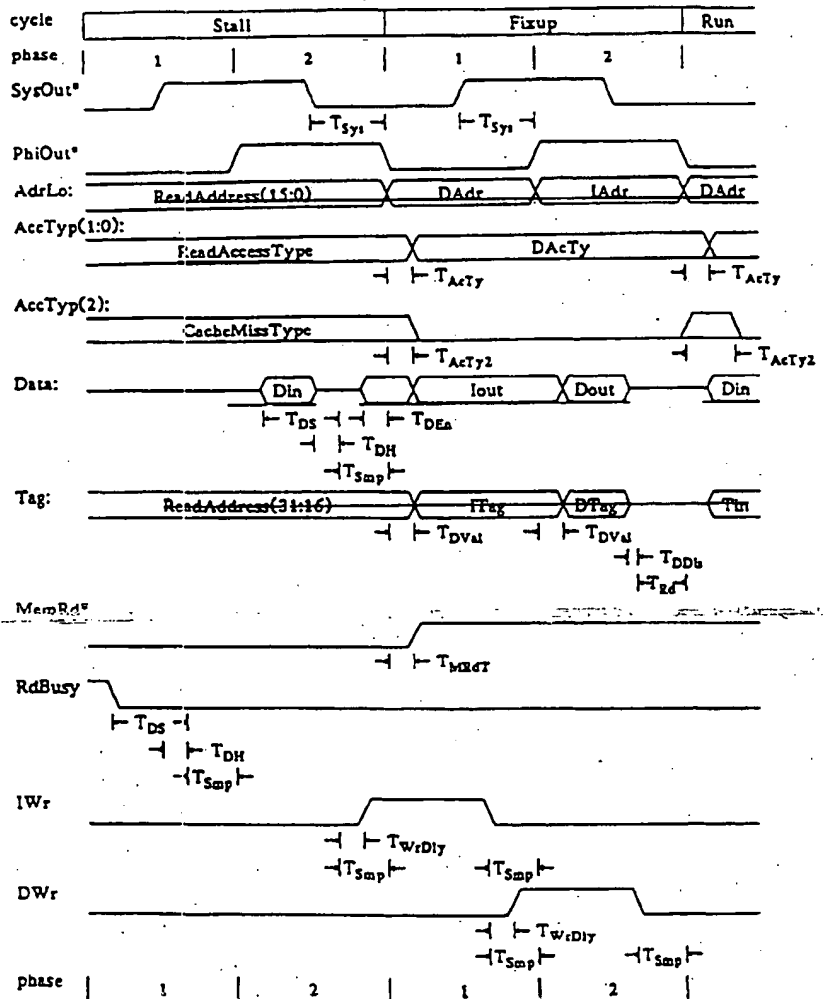 cycle Stall Fixup Run
phase 1 2 1 2
SysOut*
T_Sys T_Sys
PhiOut*
AdrLo: ReadAddress(15:0) DAdr IAdr DAdr
AccTyp(1:0):
ReadAccessType DAcTy
T_AcTy T_AcTy
AccTyp(2):
CacheMissType
T_AcTy2 T_AcTy2
Data: Din Iout Dout Din
T_DS T_DEn
T_DH
T_Smp
Tag: ReadAddress(31:16) ITag DTag TIn
T_DVal T_DVal
T_DDis
T_Rd
MemRd*
T_MRdT
RdBusy
T_DS
T_DH
T_Smp
IWr
T_WrDly
T_Smp T_Smp
DWr
T_WrDly
T_Smp T_Smp
phase 1 2 1 2